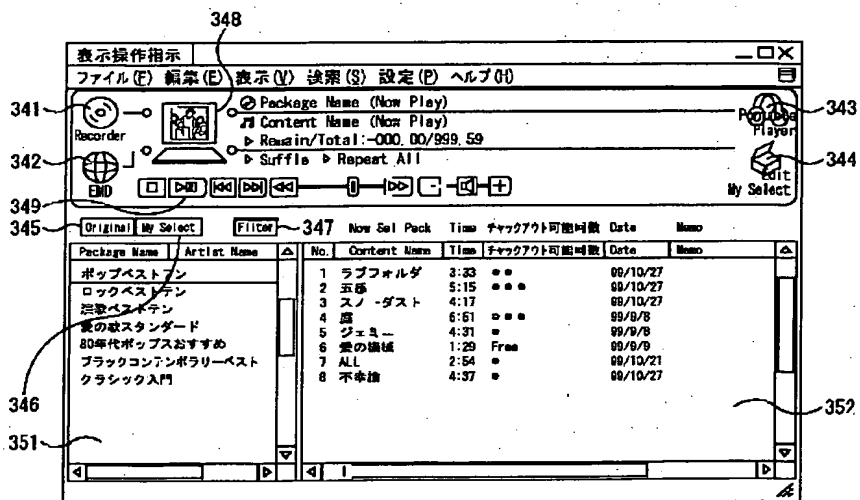 348
表示操作指示
ファイル(F) 編集(E) 表示(V) 検索(S) 設定(P) ヘルプ(H)
341
Recorder
342
EMD
Package Name (Now Play)
Content Name (Now Play)
Remain/Total:-000.00/999.59
Suffle Repeat All
343
Player
344
Edit
My Select
349
345
Original My Select Filter 347 Now Sel Pack Time チャックアウト可能回数 Date Memo
Package Name Artist Name
ポップベストテン
ロックベストテン
演歌ベストテン
愛の歌スタンダード
80年代ポップスおすすめ
ブラックコンテンポラリーベスト
クラシック入門
No. Content Name Time チャックアウト可能回数 Date Memo
1 ラブフォルダ 3:33 99/10/27
2 5:15 99/10/27
3 スノーダスト 4:17 99/10/27
4 6:51 99/9/8
5 4:31 99/9/8
6 愛の 1:29 Free 99/9/9
7 ALL 2:54 99/10/21
8 4:37 99/10/27
346
351
352